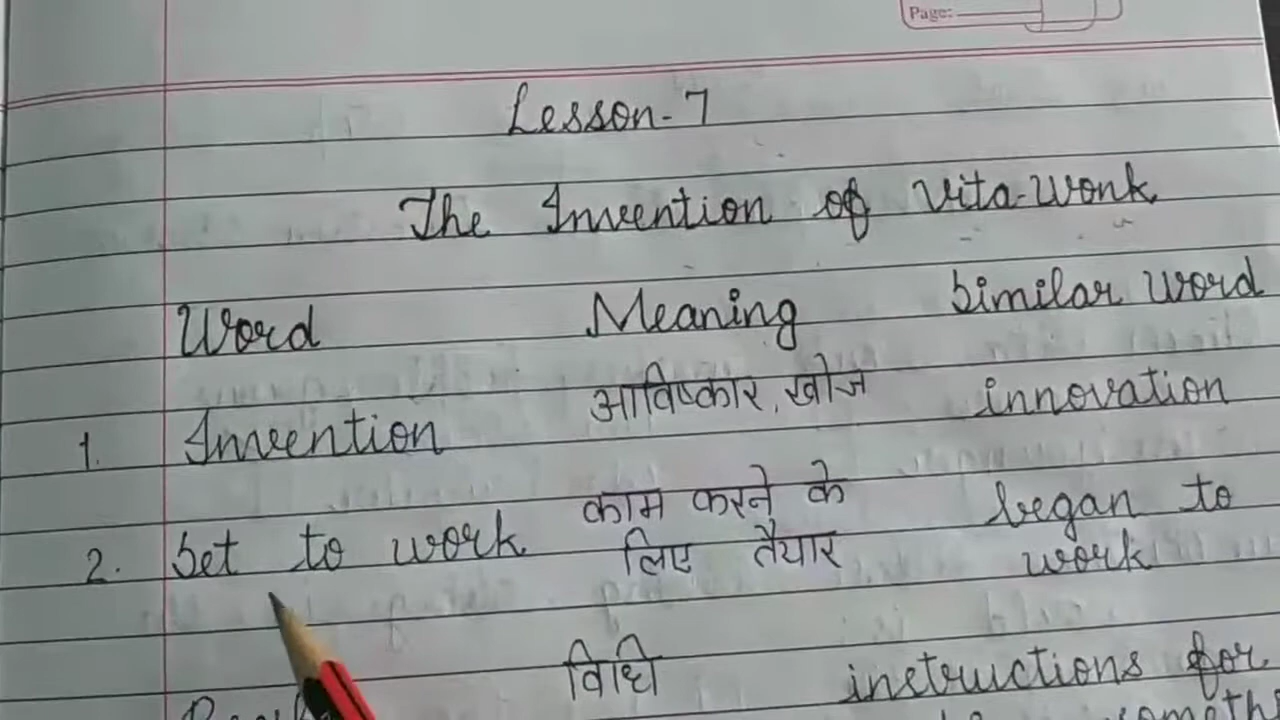 Page:
Lesson-7
The Invention of Vita-Wonk
Word Meaning Similar word
1. Invention आविष्कार, खोज innovation
2. Set to work काम करने के began to
लिए तैयार work
विधि instructions for